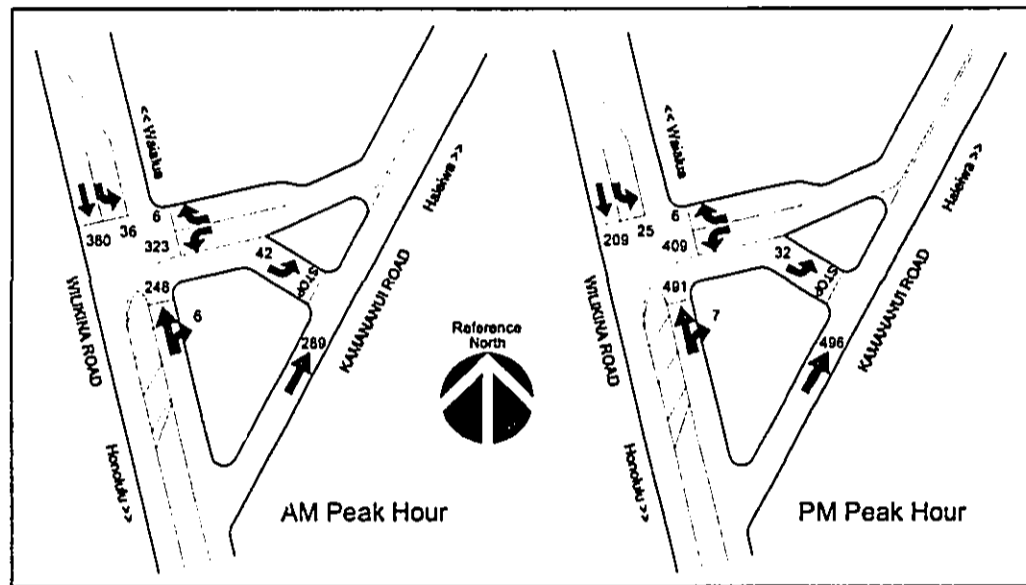 << Waialua
Haleiwa >>
6
380
36
323
42
STOP
248
6
WILIKINA ROAD
289
KAMANANUI ROAD
Honolulu >>
AM Peak Hour
Reference
North
<< Waialua
Haleiwa >>
6
209
25
409
32
STOP
491
7
WILIKINA ROAD
496
KAMANANUI ROAD
Honolulu >>
PM Peak Hour